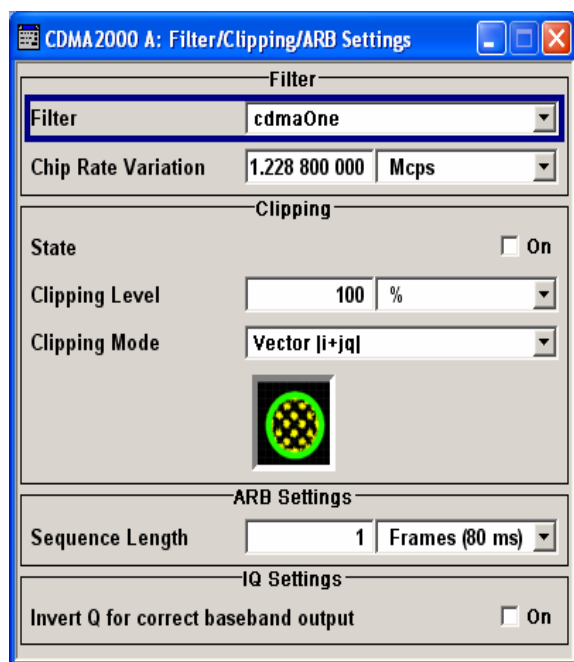 CDMA2000 A: Filter/Clipping/ARB Settings
Filter
Filter cdmaOne
Chip Rate Variation 1.228 800 000 Mcps
Clipping
State On
Clipping Level 100 %
Clipping Mode Vector |i+jq|
ARB Settings
Sequence Length 1 Frames (80 ms)
IQ Settings
Invert Q for correct baseband output On